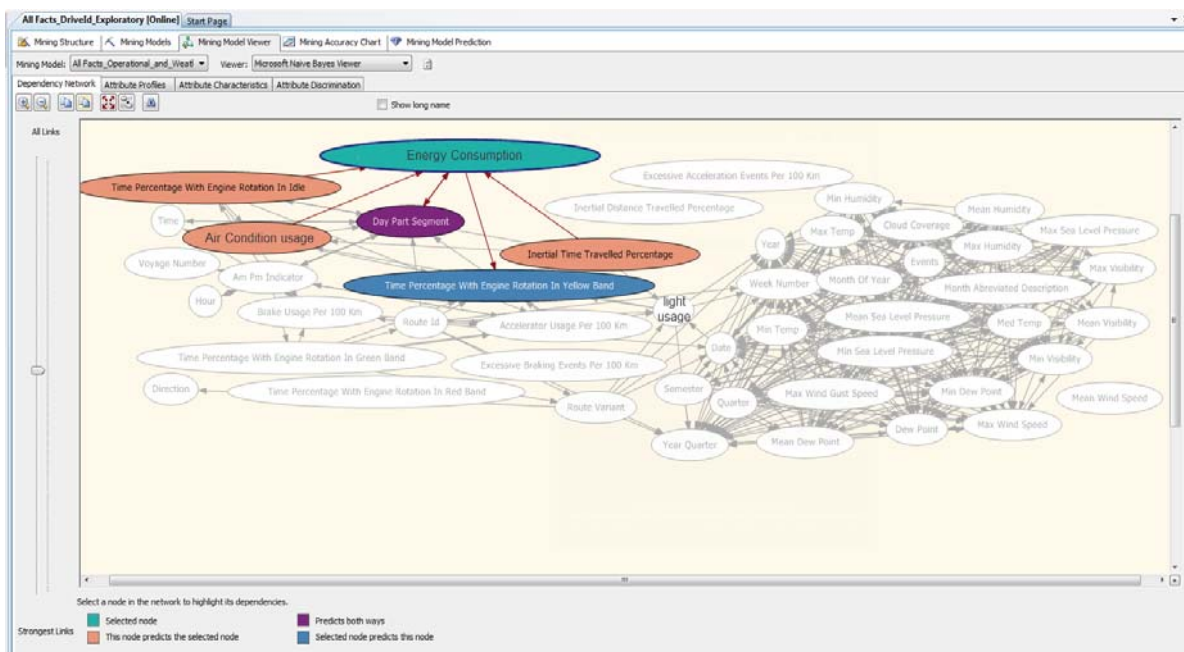 All Facts_DriveId_Exploratory [Online] Start Page
Mining Structure Mining Models Mining Model Viewer Mining Accuracy Chart Mining Model Prediction
Mining Model: All Facts_Operational_and_Weatl Viewer: Microsoft Naive Bayes Viewer
Dependency Network Attribute Profiles Attribute Characteristics Attribute Discrimination
Show long name
All Links
Energy Consumption
Excessive Acceleration Events Per 100 Km
Time Percentage With Engine Rotation In Idle
Min Humidity
Mean Humidity
Inertial Distance Travelled Percentage
Time
Day Part Segment
Max Temp
Cloud Coverage
Max Sea Level Pressure
Air Condition usage
Year
Max Humidity
Inertial Time Travelled Percentage
Voyage Number
Events
Max Visibility
Am Pm Indicator
Time Percentage With Engine Rotation In Yellow Band
Week Number
Month Of Year
Month Abreviated Description
Hour
light
usage
Brake Usage Per 100 Km
Route Id
Accelerator Usage Per 100 Km
Mean Sea Level Pressure
Min Temp
Med Temp
Mean Visibility
Date
Time Percentage With Engine Rotation In Green Band
Excessive Braking Events Per 100 Km
Min Sea Level Pressure
Min Visibility
Direction
Time Percentage With Engine Rotation In Red Band
Semester
Quarter
Max Wind Gust Speed
Min Dew Point
Mean Wind Speed
Route Variant
Year Quarter
Mean Dew Point
Dew Point
Max Wind Speed
Select a node in the network to highlight its dependencies.
Selected node
Predicts both ways
Strongest Links
This node predicts the selected node
Selected node predicts this node